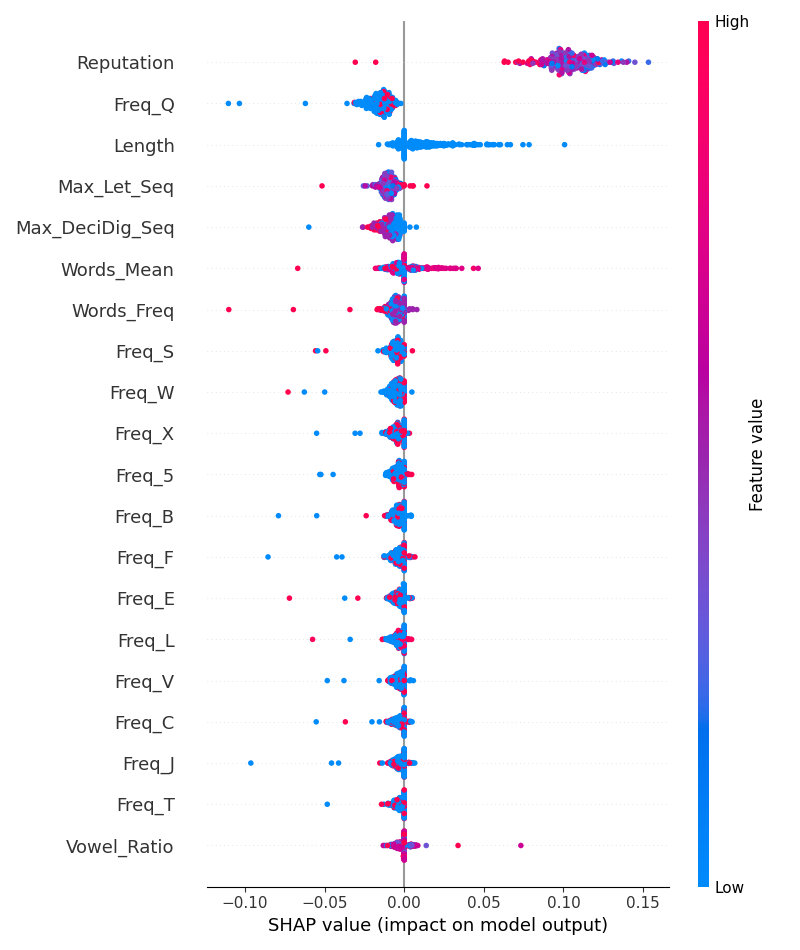 High
Reputation
Freq_Q
Length
Max_Let_Seq
Max_DeciDig_Seq
Words_Mean
Words_Freq
Freq_S
Freq_W
Freq_X
Freq_5
Freq_B
Freq_F
Freq_E
Freq_L
Freq_V
Freq_C
Freq_J
Freq_T
Vowel_Ratio
Feature value
Low
−0.10 −0.05 0.00 0.05 0.10 0.15
SHAP value (impact on model output)